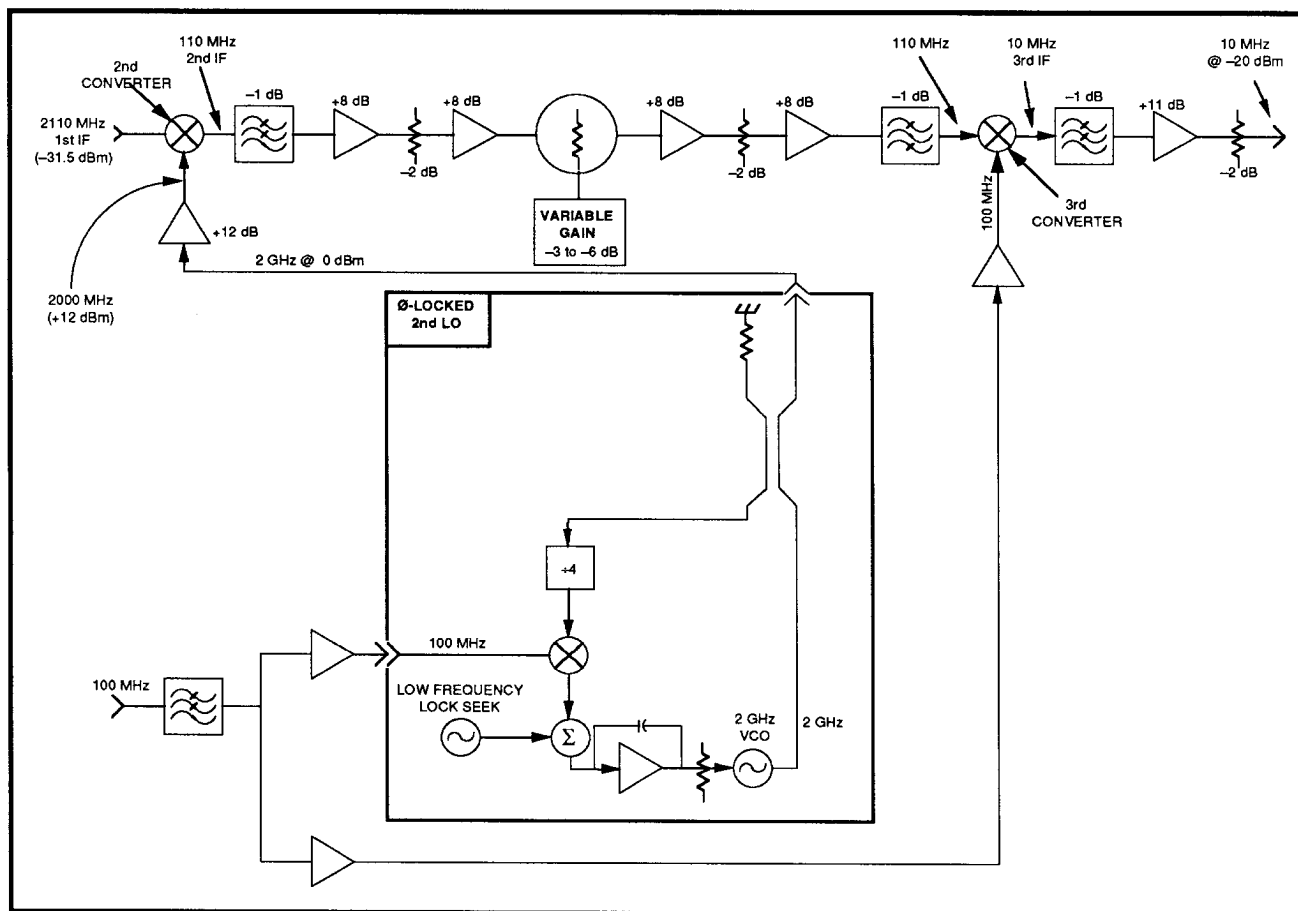 110 MHz
2nd IF
2nd
CONVERTER
–1 dB
+8 dB
+8 dB
2110 MHz
1st IF
(–31.5 dBm)
–2 dB
VARIABLE
GAIN
–3 to –6 dB
+8 dB
+8 dB
–2 dB
110 MHz
–1 dB
10 MHz
3rd IF
–1 dB
+11 dB
10 MHz
@ –20 dBm
–2 dB
100 MHz
3rd
CONVERTER
+12 dB
2 GHz @ 0 dBm
2000 MHz
(+12 dBm)
Ø-LOCKED
2nd LO
÷4
100 MHz
100 MHz
LOW FREQUENCY
LOCK SEEK
Σ
2 GHz
VCO
2 GHz